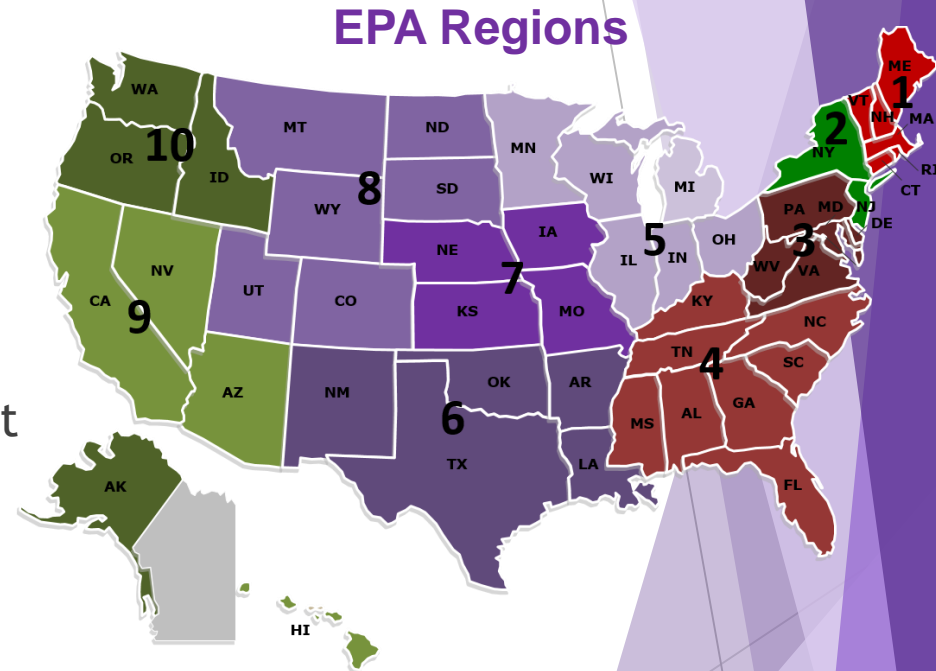 EPA Regions
WA
OR
10
ID
MT
ND
MN
WY
8
SD
WI
MI
ME
1
VT
NH
MA
2
NY
RI
CT
NJ
PA
MD
DE
3
WV
VA
NE
IA
7
KS
MO
IL
5
IN
OH
KY
CA
NV
9
UT
CO
AZ
NM
OK
AR
6
TX
LA
TN
4
NC
SC
MS
AL
GA
FL
t
AK
HI